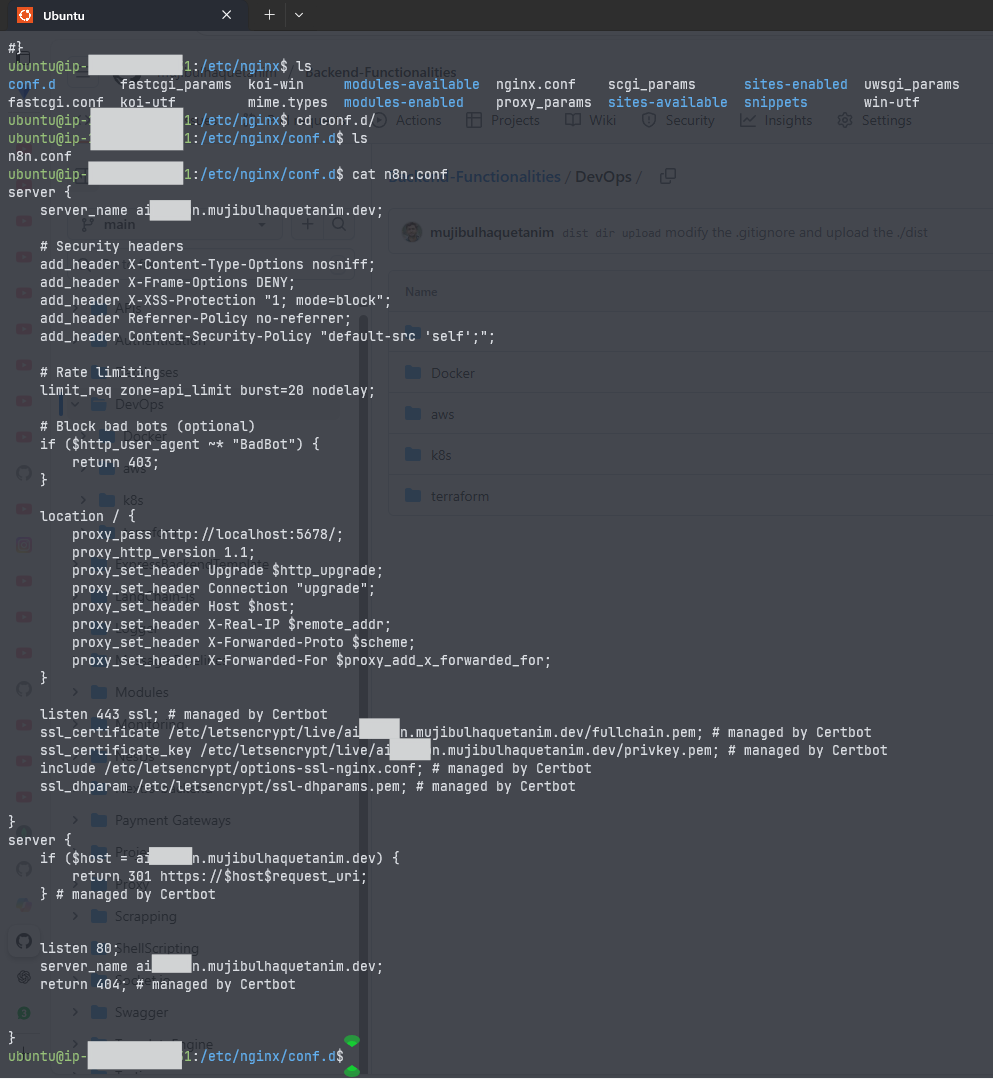 Ubuntu
#}
ubuntu@ip- 1:/etc/nginx$ ls
conf.d fastcgi_params koi-win modules-available nginx.conf scgi_params sites-enabled uwsgi_params
fastcgi.conf koi-utf mime.types modules-enabled proxy_params sites-available snippets win-utf
ubuntu@ip- 1:/etc/nginx$ cd conf.d/
ubuntu@ip- 1:/etc/nginx/conf.d$ ls
n8n.conf
ubuntu@ip- 1:/etc/nginx/conf.d$ cat n8n.conf
server {
server_name ai n.mujibulhaquetanim.dev;
# Security headers
add_header X-Content-Type-Options nosniff;
add_header X-Frame-Options DENY;
add_header X-XSS-Protection "1; mode=block";
add_header Referrer-Policy no-referrer;
add_header Content-Security-Policy "default-src 'self';";
# Rate limiting
limit_req zone=api_limit burst=20 nodelay;
# Block bad bots (optional)
if ($http_user_agent ~* "BadBot") {
return 403;
}
location / {
proxy_pass http://localhost:5678/;
proxy_http_version 1.1;
proxy_set_header Upgrade $http_upgrade;
proxy_set_header Connection "upgrade";
proxy_set_header Host $host;
proxy_set_header X-Real-IP $remote_addr;
proxy_set_header X-Forwarded-Proto $scheme;
proxy_set_header X-Forwarded-For $proxy_add_x_forwarded_for;
}
listen 443 ssl; # managed by Certbot
ssl_certificate /etc/letsencrypt/live/ai n.mujibulhaquetanim.dev/fullchain.pem; # managed by Certbot
ssl_certificate_key /etc/letsencrypt/live/ai n.mujibulhaquetanim.dev/privkey.pem; # managed by Certbot
include /etc/letsencrypt/options-ssl-nginx.conf; # managed by Certbot
ssl_dhparam /etc/letsencrypt/ssl-dhparams.pem; # managed by Certbot
}
server {
if ($host = ai n.mujibulhaquetanim.dev) {
return 301 https://$host$request_uri;
} # managed by Certbot
listen 80;
server_name ai n.mujibulhaquetanim.dev;
return 404; # managed by Certbot
}
ubuntu@ip- 1:/etc/nginx/conf.d$
Backend-Functionalities
Actions Projects Wiki Security Insights Settings
-Functionalities / DevOps /
main
mujibulhaquetanim dist dir upload modify the .gitignore and upload the ./dist
Name
Docker
aws
k8s
terraform
Authentication
DevOps
Docker
aws
k8s
ExpressBackendTemplate
LangChain-js
Logger
Modules
Monitoring
NestJS
Payment Gateways
Proxy
Scrapping
ShellScripting
Swagger